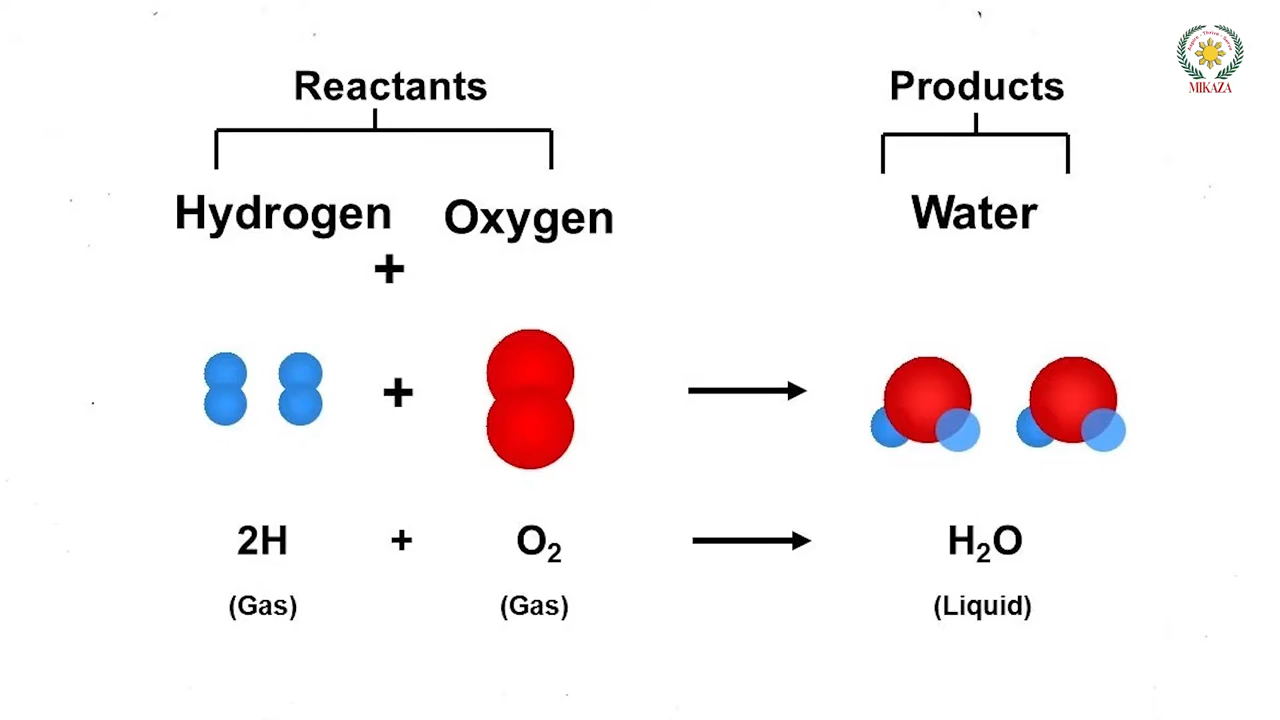 MIKAZA
Reactants
Products
Hydrogen
Oxygen
Water
+
+
2H + O₂ → H₂O
(Gas) (Gas) (Liquid)